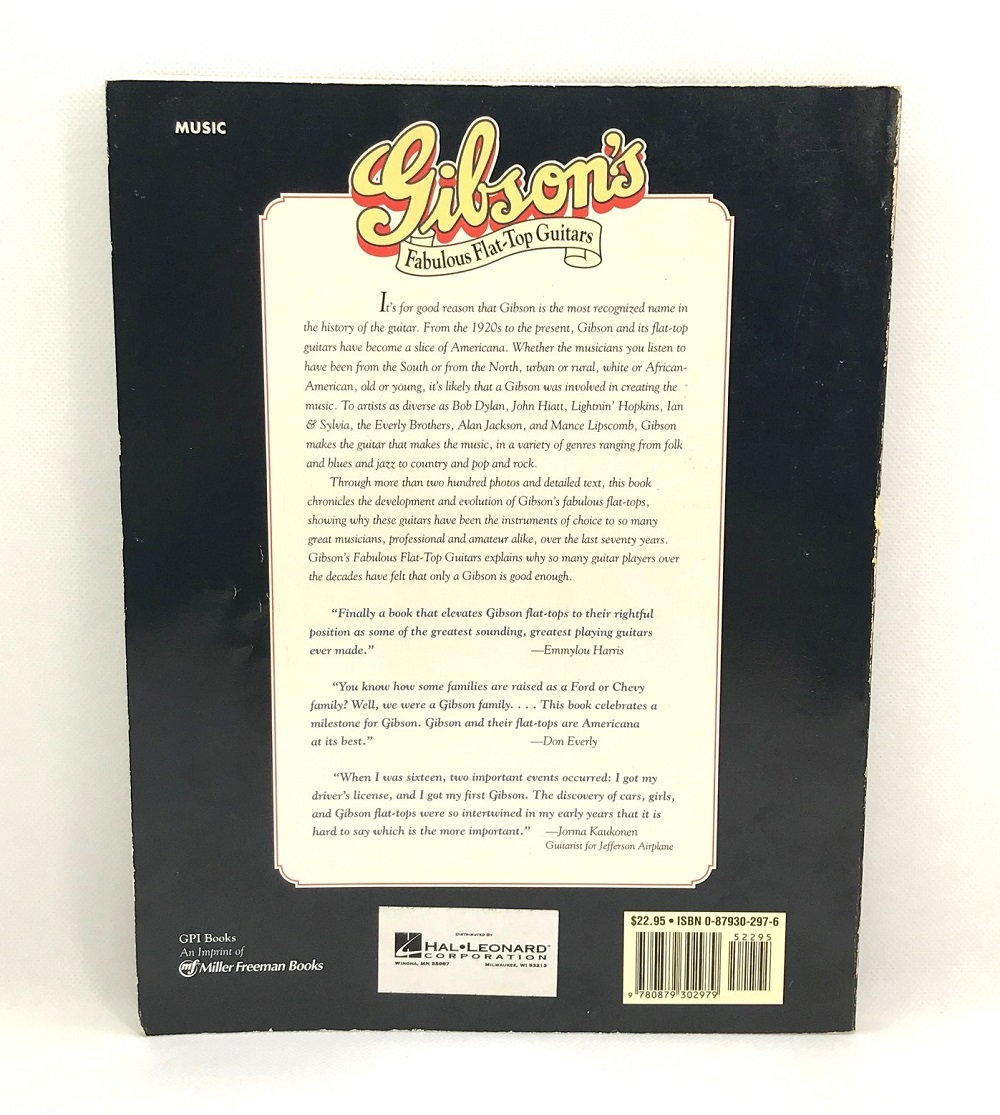 MUSIC
Gibson's
Fabulous Flat-Top Guitars
It's for good reason that Gibson is the most recognized name in
the history of the guitar. From the 1920s to the present, Gibson and its flat-top
guitars have become a slice of Americana. Whether the musicians you listen to
have been from the South or from the North, urban or rural, white or African-
American, old or young, it's likely that a Gibson was involved in creating the
music. To artists as diverse as Bob Dylan, John Hiatt, Lightnin' Hopkins, Ian
& Sylvia, the Everly Brothers, Alan Jackson, and Mance Lipscomb, Gibson
makes the guitar that makes the music, in a variety of genres ranging from folk
and blues and jazz to country and pop and rock.
Through more than two hundred photos and detailed text, this book
chronicles the development and evolution of Gibson's fabulous flat-tops,
showing why these guitars have been the instruments of choice to so many
great musicians, professional and amateur alike, over the last seventy years.
Gibson's Fabulous Flat-Top Guitars explains why so many guitar players over
the decades have felt that only a Gibson is good enough.
"Finally a book that elevates Gibson flat-tops to their rightful
position as some of the greatest sounding, greatest playing guitars
ever made." —Emmylou Harris
"You know how some families are raised as a Ford or Chevy
family? Well, we were a Gibson family. . . . This book celebrates a
milestone for Gibson. Gibson and their flat-tops are Americana
at its best." —Don Everly
"When I was sixteen, two important events occurred: I got my
driver's license, and I got my first Gibson. The discovery of cars, girls,
and Gibson flat-tops were so intertwined in my early years that it is
hard to say which is the more important." —Jorma Kaukonen
Guitarist for Jefferson Airplane
GPI Books
An Imprint of
mf Miller Freeman Books
DISTRIBUTED BY
HAL•LEONARD™
CORPORATION
WINONA, MN 55987 MILWAUKEE, WI 53213
$22.95 • ISBN 0-87930-297-6
52295
9 780879 302979